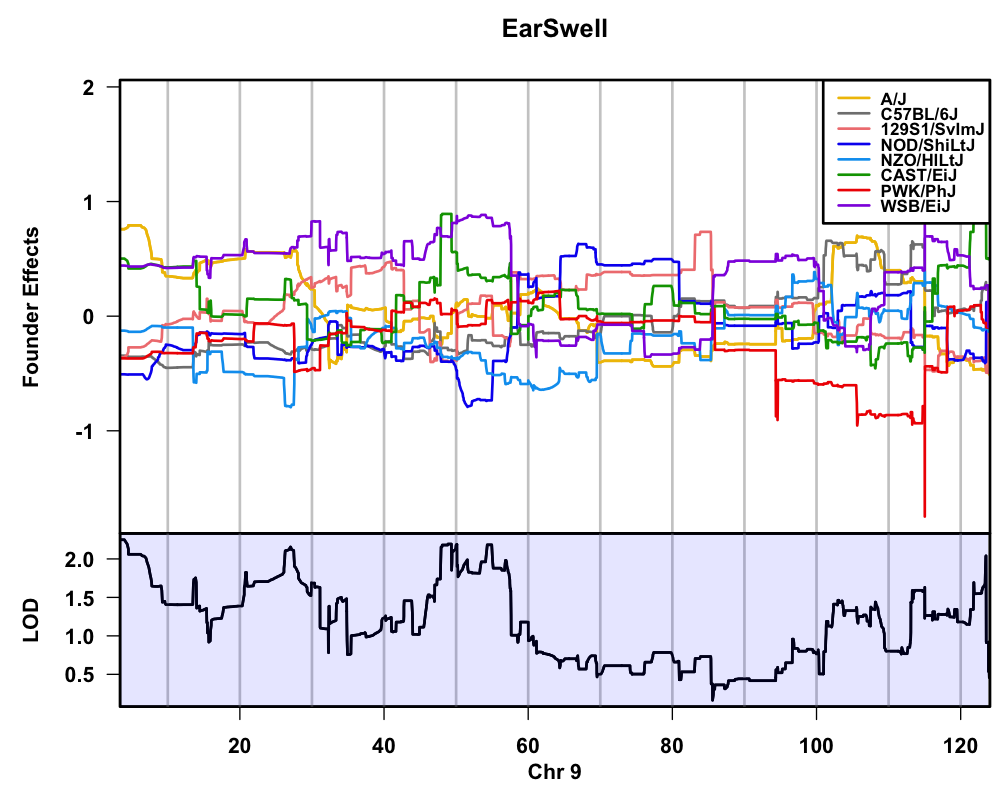 EarSwell
2
1
0
-1
Founder Effects
A/J
C57BL/6J
129S1/SvImJ
NOD/ShiLtJ
NZO/HlLtJ
CAST/EiJ
PWK/PhJ
WSB/EiJ
2.0
1.5
1.0
0.5
LOD
20 40 60 80 100 120
Chr 9